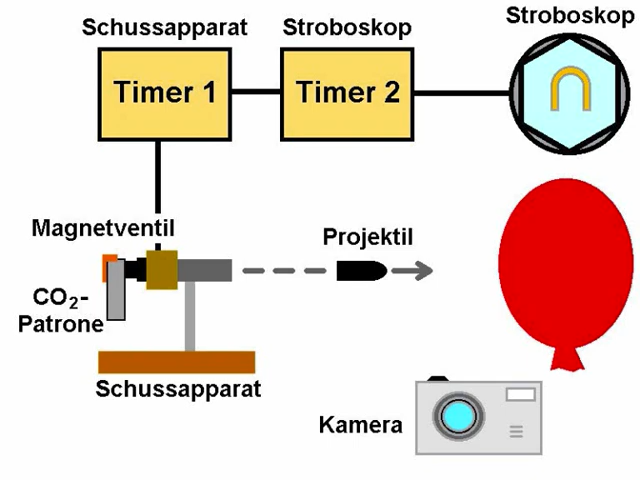 Schussapparat
Stroboskop
Stroboskop
Timer 1
Timer 2
Magnetventil
Projektil
CO₂-
Patrone
Schussapparat
Kamera